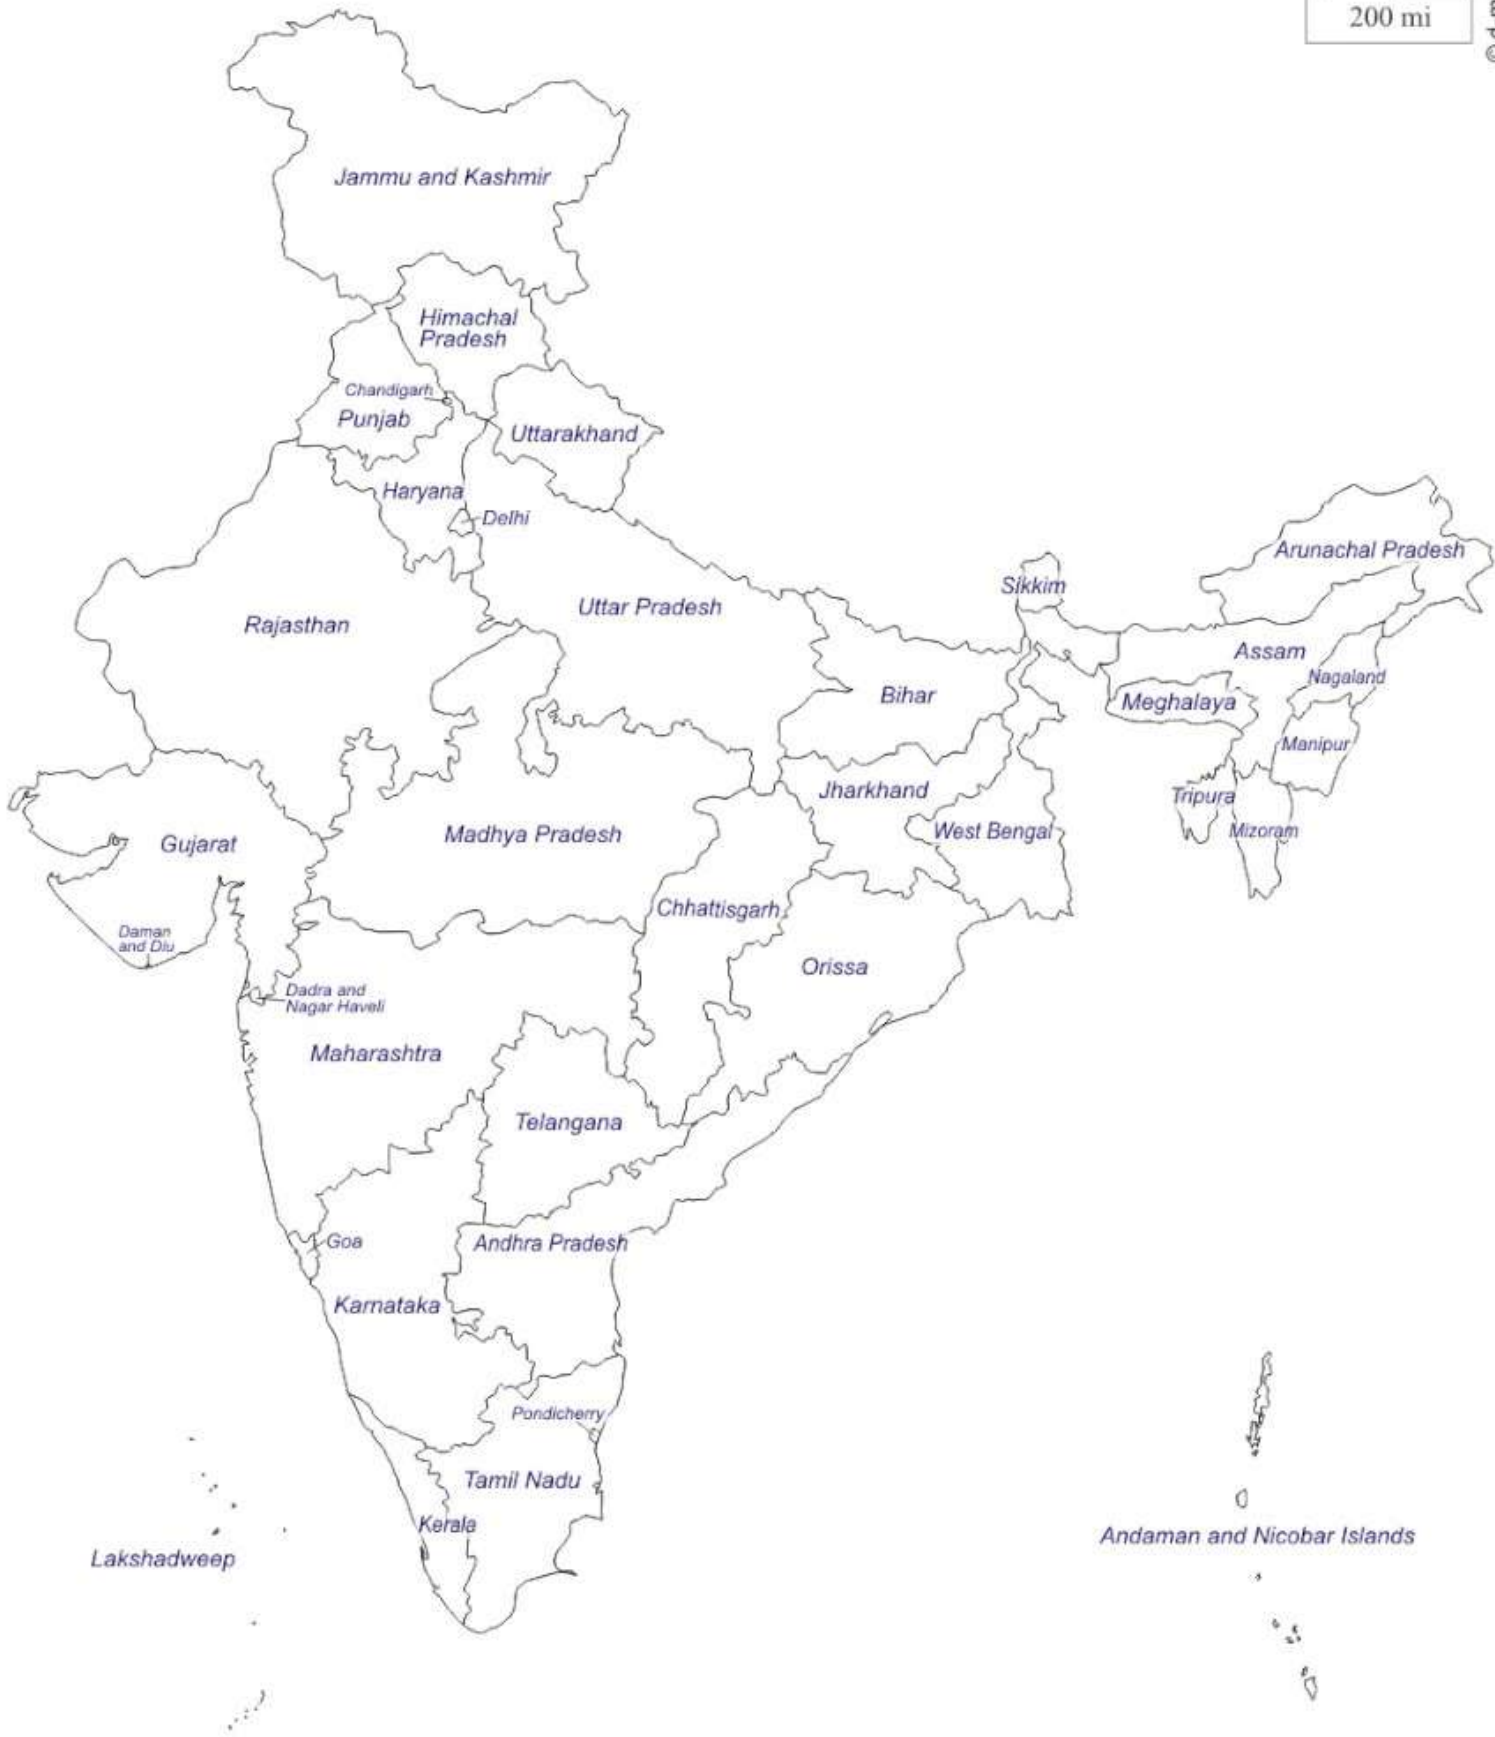 200 mi
Jammu and Kashmir
Himachal
Pradesh
Chandigarh
Punjab
Uttarakhand
Haryana
Delhi
Arunachal Pradesh
Sikkim
Uttar Pradesh
Rajasthan
Assam
Nagaland
Bihar
Meghalaya
Manipur
Jharkhand
Tripura
West Bengal
Mizoram
Madhya Pradesh
Gujarat
Chhattisgarh
Daman
and Diu
Orissa
Dadra and
Nagar Haveli
Maharashtra
Telangana
Goa
Andhra Pradesh
Karnataka
Pondicherry
Tamil Nadu
Kerala
Andaman and Nicobar Islands
Lakshadweep